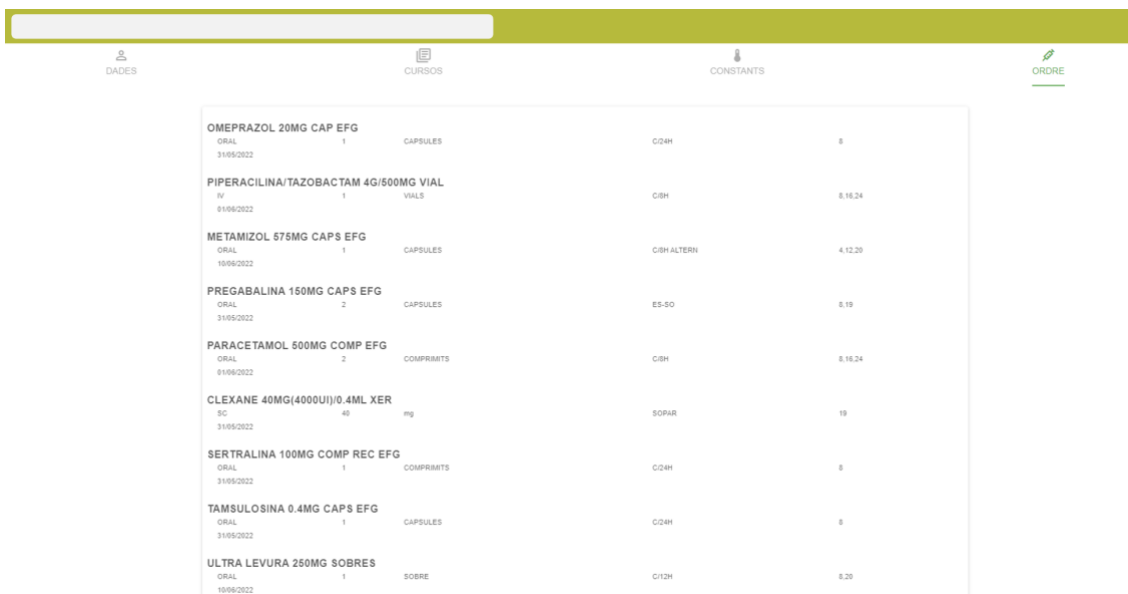 DADES CURSOS CONSTANTS ORDRE
OMEPRAZOL 20MG CAP EFG
ORAL 1 CAPSULES C/24H 8
31/05/2022
PIPERACILINA/TAZOBACTAM 4G/500MG VIAL
IV 1 VIALS C/8H 8,16,24
01/06/2022
METAMIZOL 575MG CAPS EFG
ORAL 1 CAPSULES C/8H ALTERN 4,12,20
10/06/2022
PREGABALINA 150MG CAPS EFG
ORAL 2 CAPSULES ES-SO 8,19
31/05/2022
PARACETAMOL 500MG COMP EFG
ORAL 2 COMPRIMITS C/8H 8,16,24
01/06/2022
CLEXANE 40MG(4000UI)/0.4ML XER
SC 40 mg SOPAR 19
31/05/2022
SERTRALINA 100MG COMP REC EFG
ORAL 1 COMPRIMITS C/24H 8
31/05/2022
TAMSULOSINA 0.4MG CAPS EFG
ORAL 1 CAPSULES C/24H 8
31/05/2022
ULTRA LEVURA 250MG SOBRES
ORAL 1 SOBRE C/12H 8,20
10/06/2022